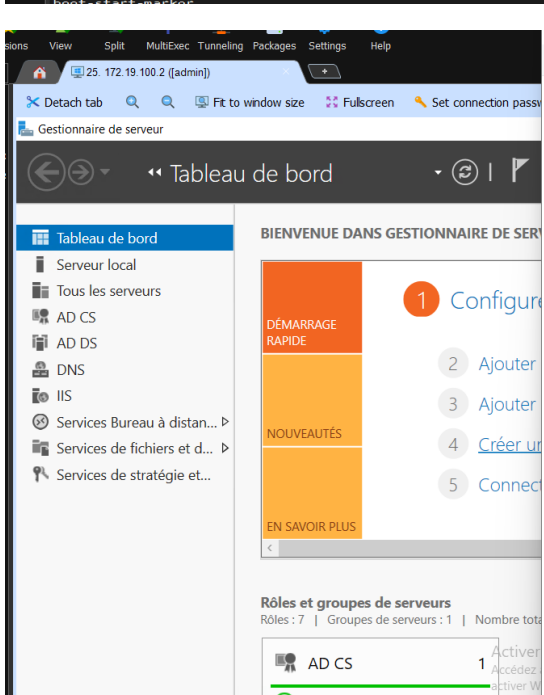 boot-start-marker
sions View Split MultiExec Tunneling Packages Settings Help
25. 172.19.100.2 ([admin])
Detach tab Fit to window size Fullscreen Set connection passw
Gestionnaire de serveur
Tableau de bord
Tableau de bord
Serveur local
Tous les serveurs
AD CS
AD DS
DNS
IIS
Services Bureau à distan...
Services de fichiers et d...
Services de stratégie et...
BIENVENUE DANS GESTIONNAIRE DE SERV
DÉMARRAGE
RAPIDE
NOUVEAUTÉS
EN SAVOIR PLUS
1 Configure
2 Ajouter
3 Ajouter
4 Créer un
5 Connect
Rôles et groupes de serveurs
Rôles : 7 | Groupes de serveurs : 1 | Nombre tota
AD CS 1
Activer
Accédez a
activer W